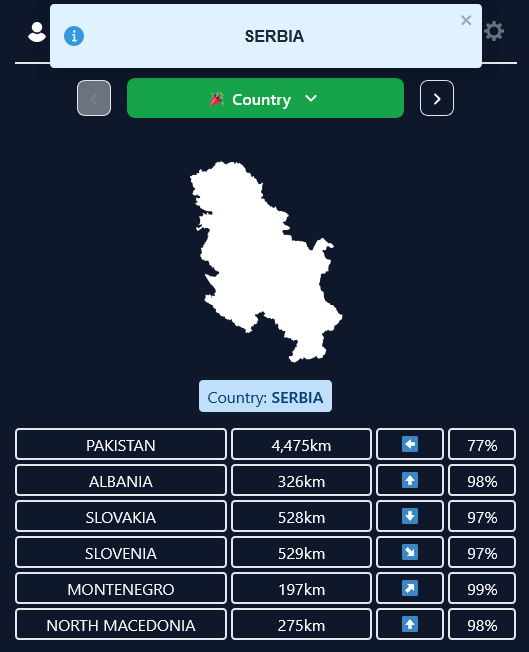 SERBIA
×
Country
Country: SERBIA
PAKISTAN 4,475km ⬅️ 77%
ALBANIA 326km ⬆️ 98%
SLOVAKIA 528km ⬇️ 97%
SLOVENIA 529km ↘️ 97%
MONTENEGRO 197km ↗️ 99%
NORTH MACEDONIA 275km ⬆️ 98%